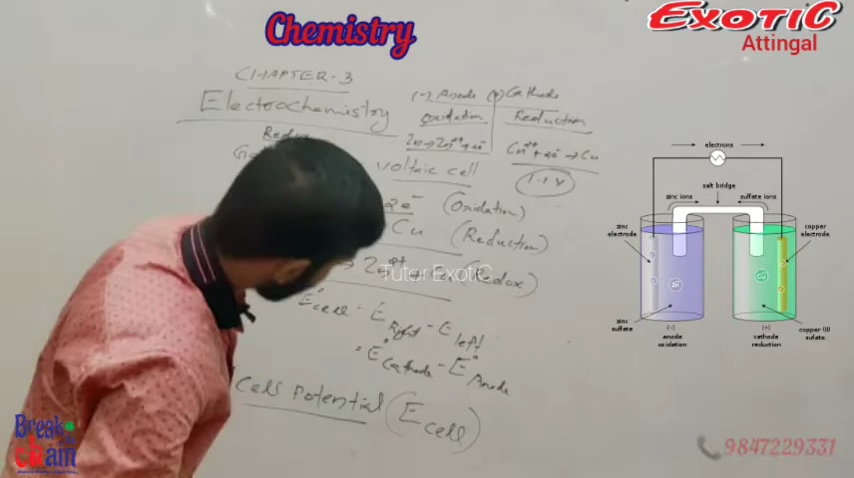 Chemistry
EXOTIC
Attingal
CHAPTER-3
Electrochemistry
Redox
(-) Anode (+) Cathode
Oxidation Reduction
Zn→Zn²⁺+2e⁻ Cu²⁺+2e⁻→Cu
1.1 V
voltaic cell
2e⁻ (Oxidation)
Cu (Reduction)
→ Zn²⁺ + (Redox)
Tutor ExotiC
E°cell = E°Right - E°left
= E°Cathode - E°Anode
Cell Potential (Ecell)
electrons
salt bridge
zinc ions
sulfate ions
zinc electrode
copper electrode
zinc sulfate
(-) anode oxidation
(+) cathode reduction
copper (II) sulfate
Break
the
chain
9847229331